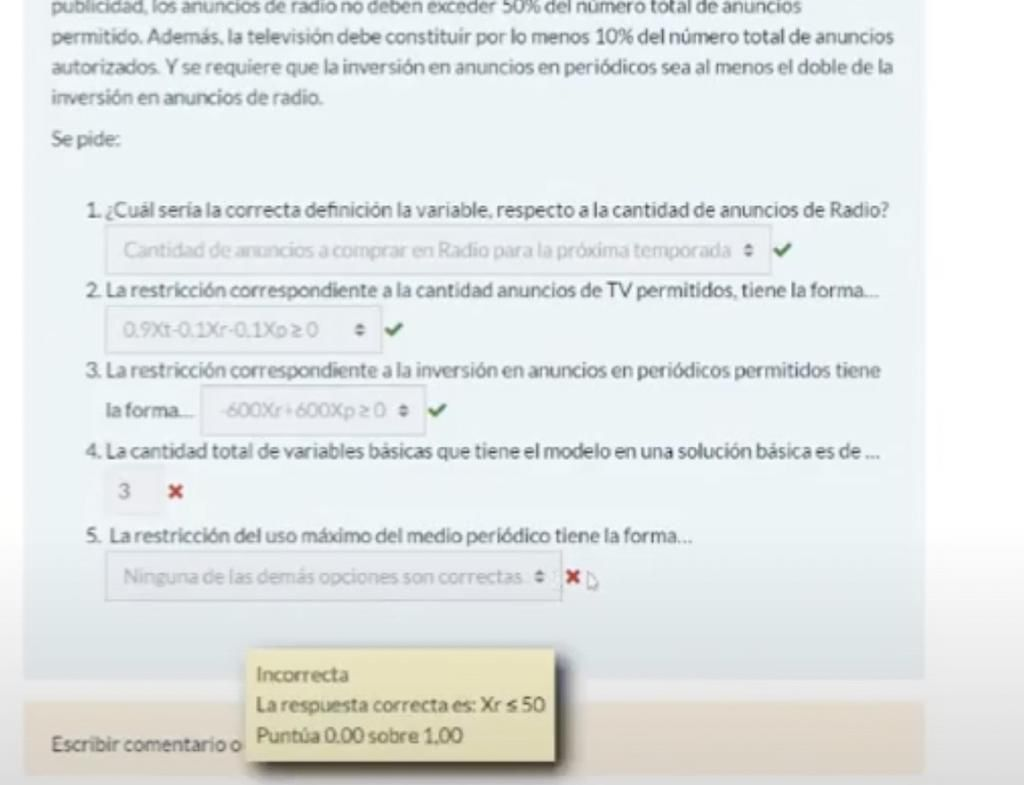 publicidad, los anuncios de radio no deben exceder 50% del número total de anuncios
permitido. Además, la televisión debe constituir por lo menos 10% del número total de anuncios
autorizados. Y se requiere que la inversión en anuncios en periódicos sea al menos el doble de la
inversión en anuncios de radio.
Se pide:
1. ¿Cuál sería la correcta definición la variable, respecto a la cantidad de anuncios de Radio?
Cantidad de anuncios a comprar en Radio para la próxima temporada
2. La restricción correspondiente a la cantidad anuncios de TV permitidos, tiene la forma...
0.9Xt-0.1Xr-0.1Xp ≥ 0
3. La restricción correspondiente a la inversión en anuncios en periódicos permitidos tiene
la forma... -600Xr+600Xp ≥ 0
4. La cantidad total de variables básicas que tiene el modelo en una solución básica es de ...
3
5. La restricción del uso máximo del medio periódico tiene la forma...
Ninguna de las demás opciones son correctas
Incorrecta
La respuesta correcta es: Xr ≤ 50
Puntúa 0,00 sobre 1,00
Escribir comentario o